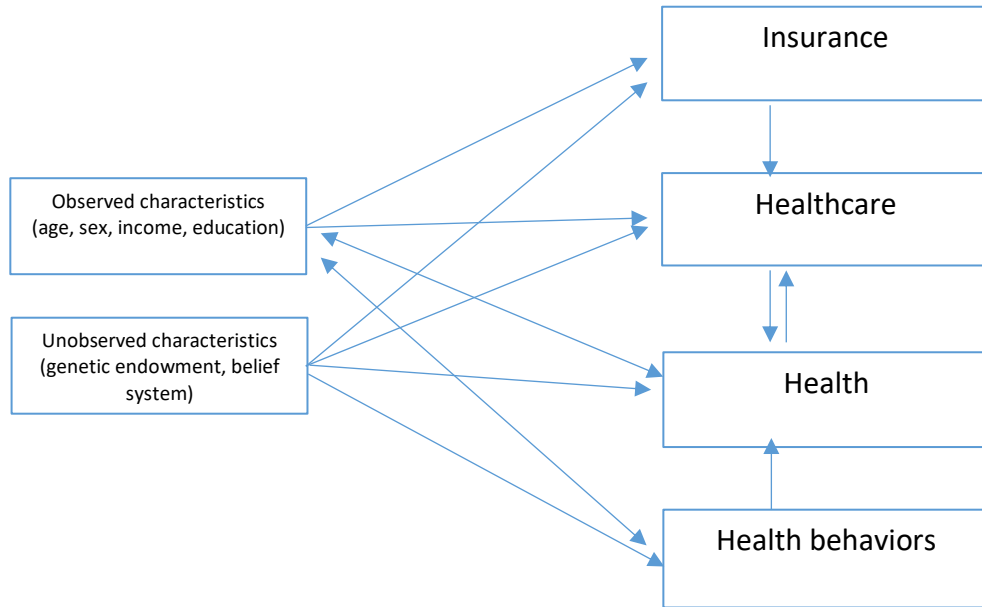 Insurance
Healthcare
Observed characteristics
(age, sex, income, education)
Unobserved characteristics
(genetic endowment, belief
system)
Health
Health behaviors